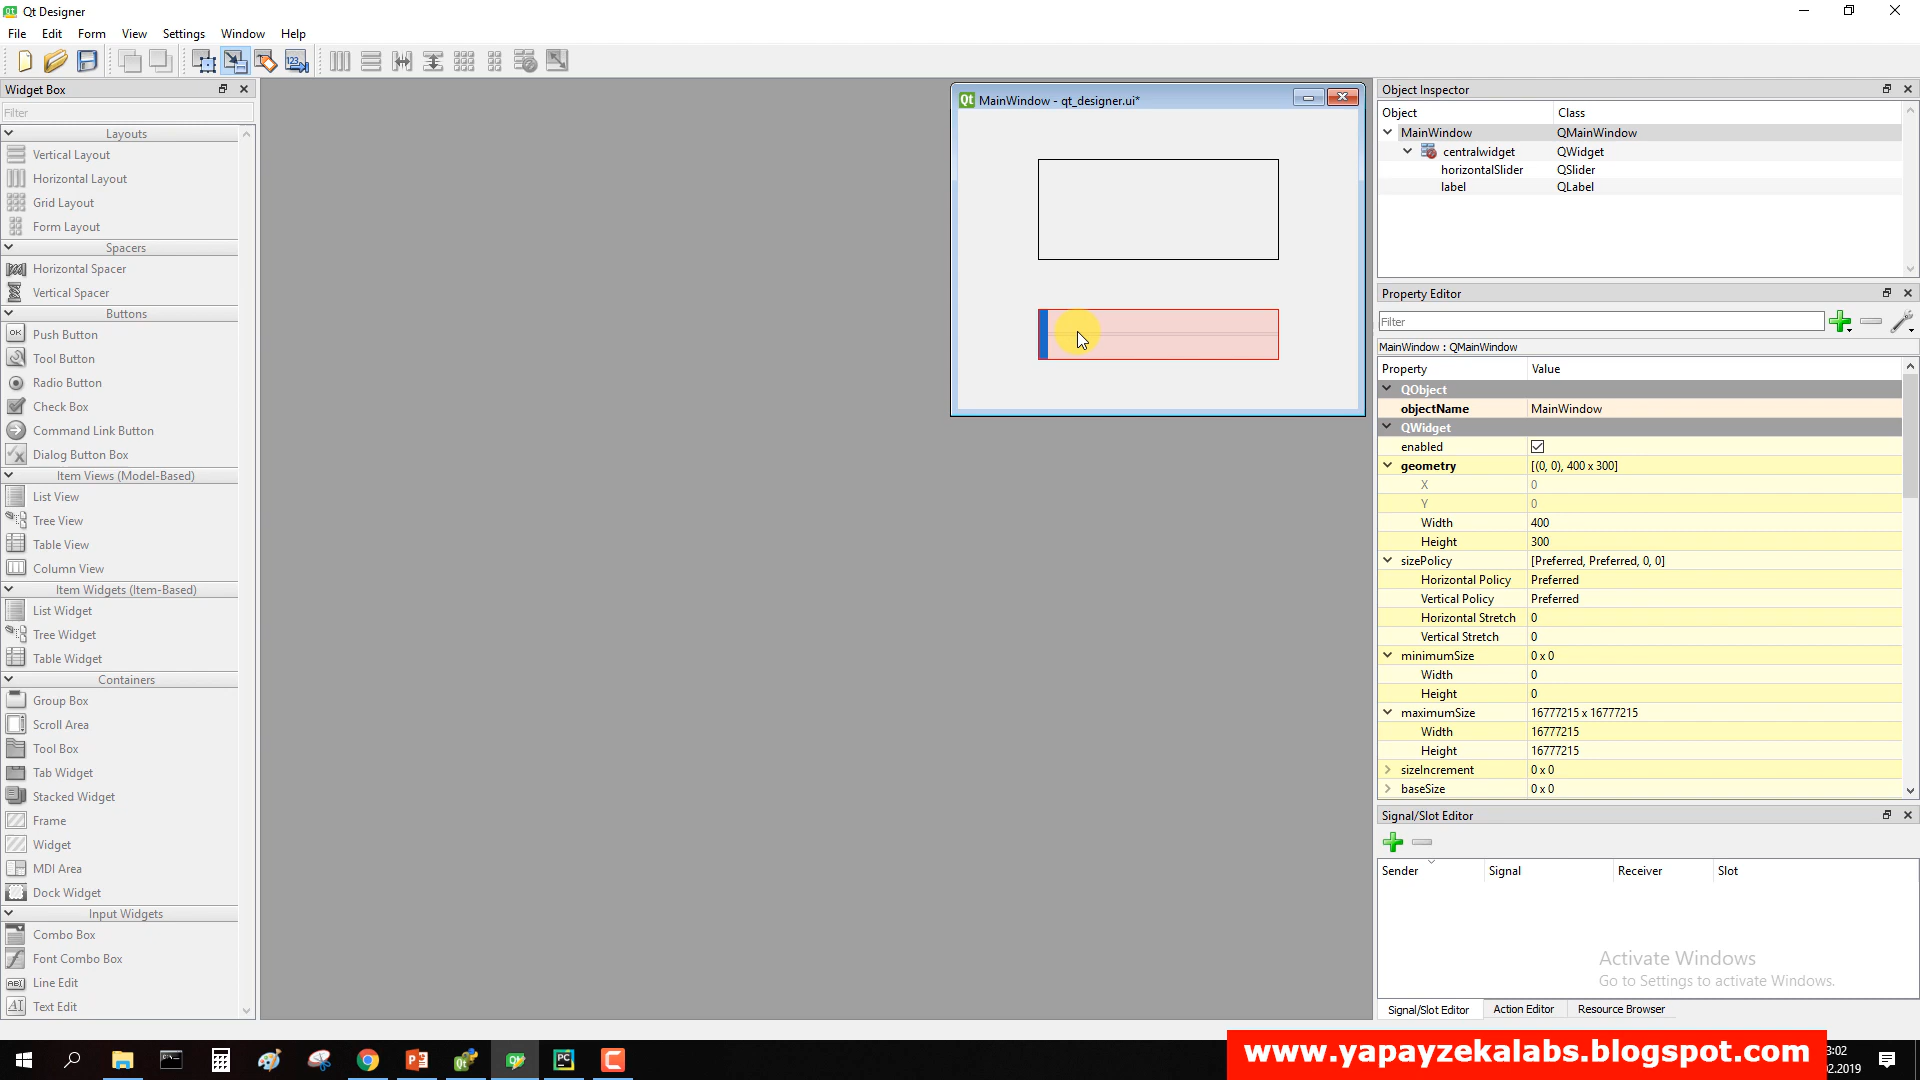 Qt Designer
File Edit Form View Settings Window Help
Widget Box
Filter
Layouts
Vertical Layout
Horizontal Layout
Grid Layout
Form Layout
Spacers
Horizontal Spacer
Vertical Spacer
Buttons
Push Button
Tool Button
Radio Button
Check Box
Command Link Button
Dialog Button Box
Item Views (Model-Based)
List View
Tree View
Table View
Column View
Item Widgets (Item-Based)
List Widget
Tree Widget
Table Widget
Containers
Group Box
Scroll Area
Tool Box
Tab Widget
Stacked Widget
Frame
Widget
MDI Area
Dock Widget
Input Widgets
Combo Box
Font Combo Box
Line Edit
Text Edit
MainWindow - qt_designer.ui*
Object Inspector
Object Class
MainWindow QMainWindow
centralwidget QWidget
horizontalSlider QSlider
label QLabel
Property Editor
Filter
MainWindow : QMainWindow
Property Value
QObject
objectName MainWindow
QWidget
enabled
geometry [(0, 0), 400 x 300]
X 0
Y 0
Width 400
Height 300
sizePolicy [Preferred, Preferred, 0, 0]
Horizontal Policy Preferred
Vertical Policy Preferred
Horizontal Stretch 0
Vertical Stretch 0
minimumSize 0 x 0
Width 0
Height 0
maximumSize 16777215 x 16777215
Width 16777215
Height 16777215
sizeIncrement 0 x 0
baseSize 0 x 0
Signal/Slot Editor
Sender Signal Receiver Slot
Activate Windows
Go to Settings to activate Windows.
Signal/Slot Editor Action Editor Resource Browser
www.yapayzekalabs.blogspot.com
3:02
02.2019